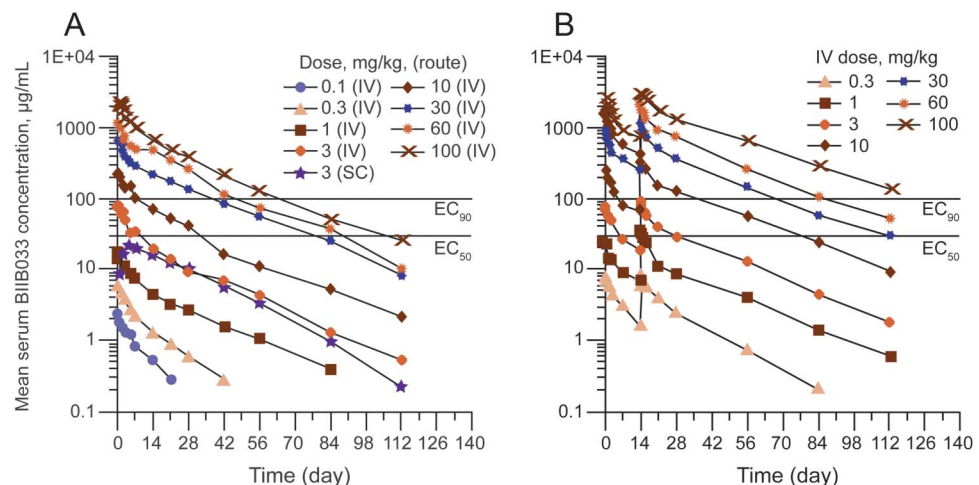 A
Mean serum BIIB033 concentration, µg/mL
1E+04
1000
100
10
1
0.1
Dose, mg/kg, (route)
0.1 (IV)
0.3 (IV)
1 (IV)
3 (IV)
3 (SC)
10 (IV)
30 (IV)
60 (IV)
100 (IV)
EC90
EC50
0 14 28 42 56 70 84 98 112 126 140
Time (day)
B
1E+04
1000
100
10
1
0.1
IV dose, mg/kg
0.3
1
3
10
30
60
100
EC90
EC50
0 14 28 42 56 70 84 98 112 126 140
Time (day)